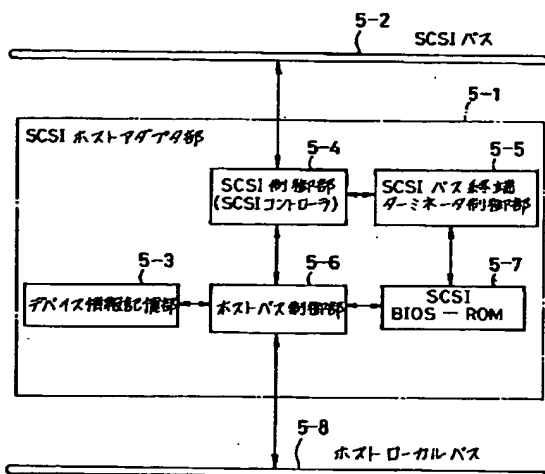 5-2
SCSI バス
5-1
SCSI ホストアダプタ部
5-4
SCSI 制御部
(SCSIコントローラ)
5-5
SCSI バス終端
ターミネータ制御部
5-3
デバイス情報記憶部
5-6
ホストバス制御部
5-7
SCSI
BIOS-ROM
5-8
ホストローカルバス